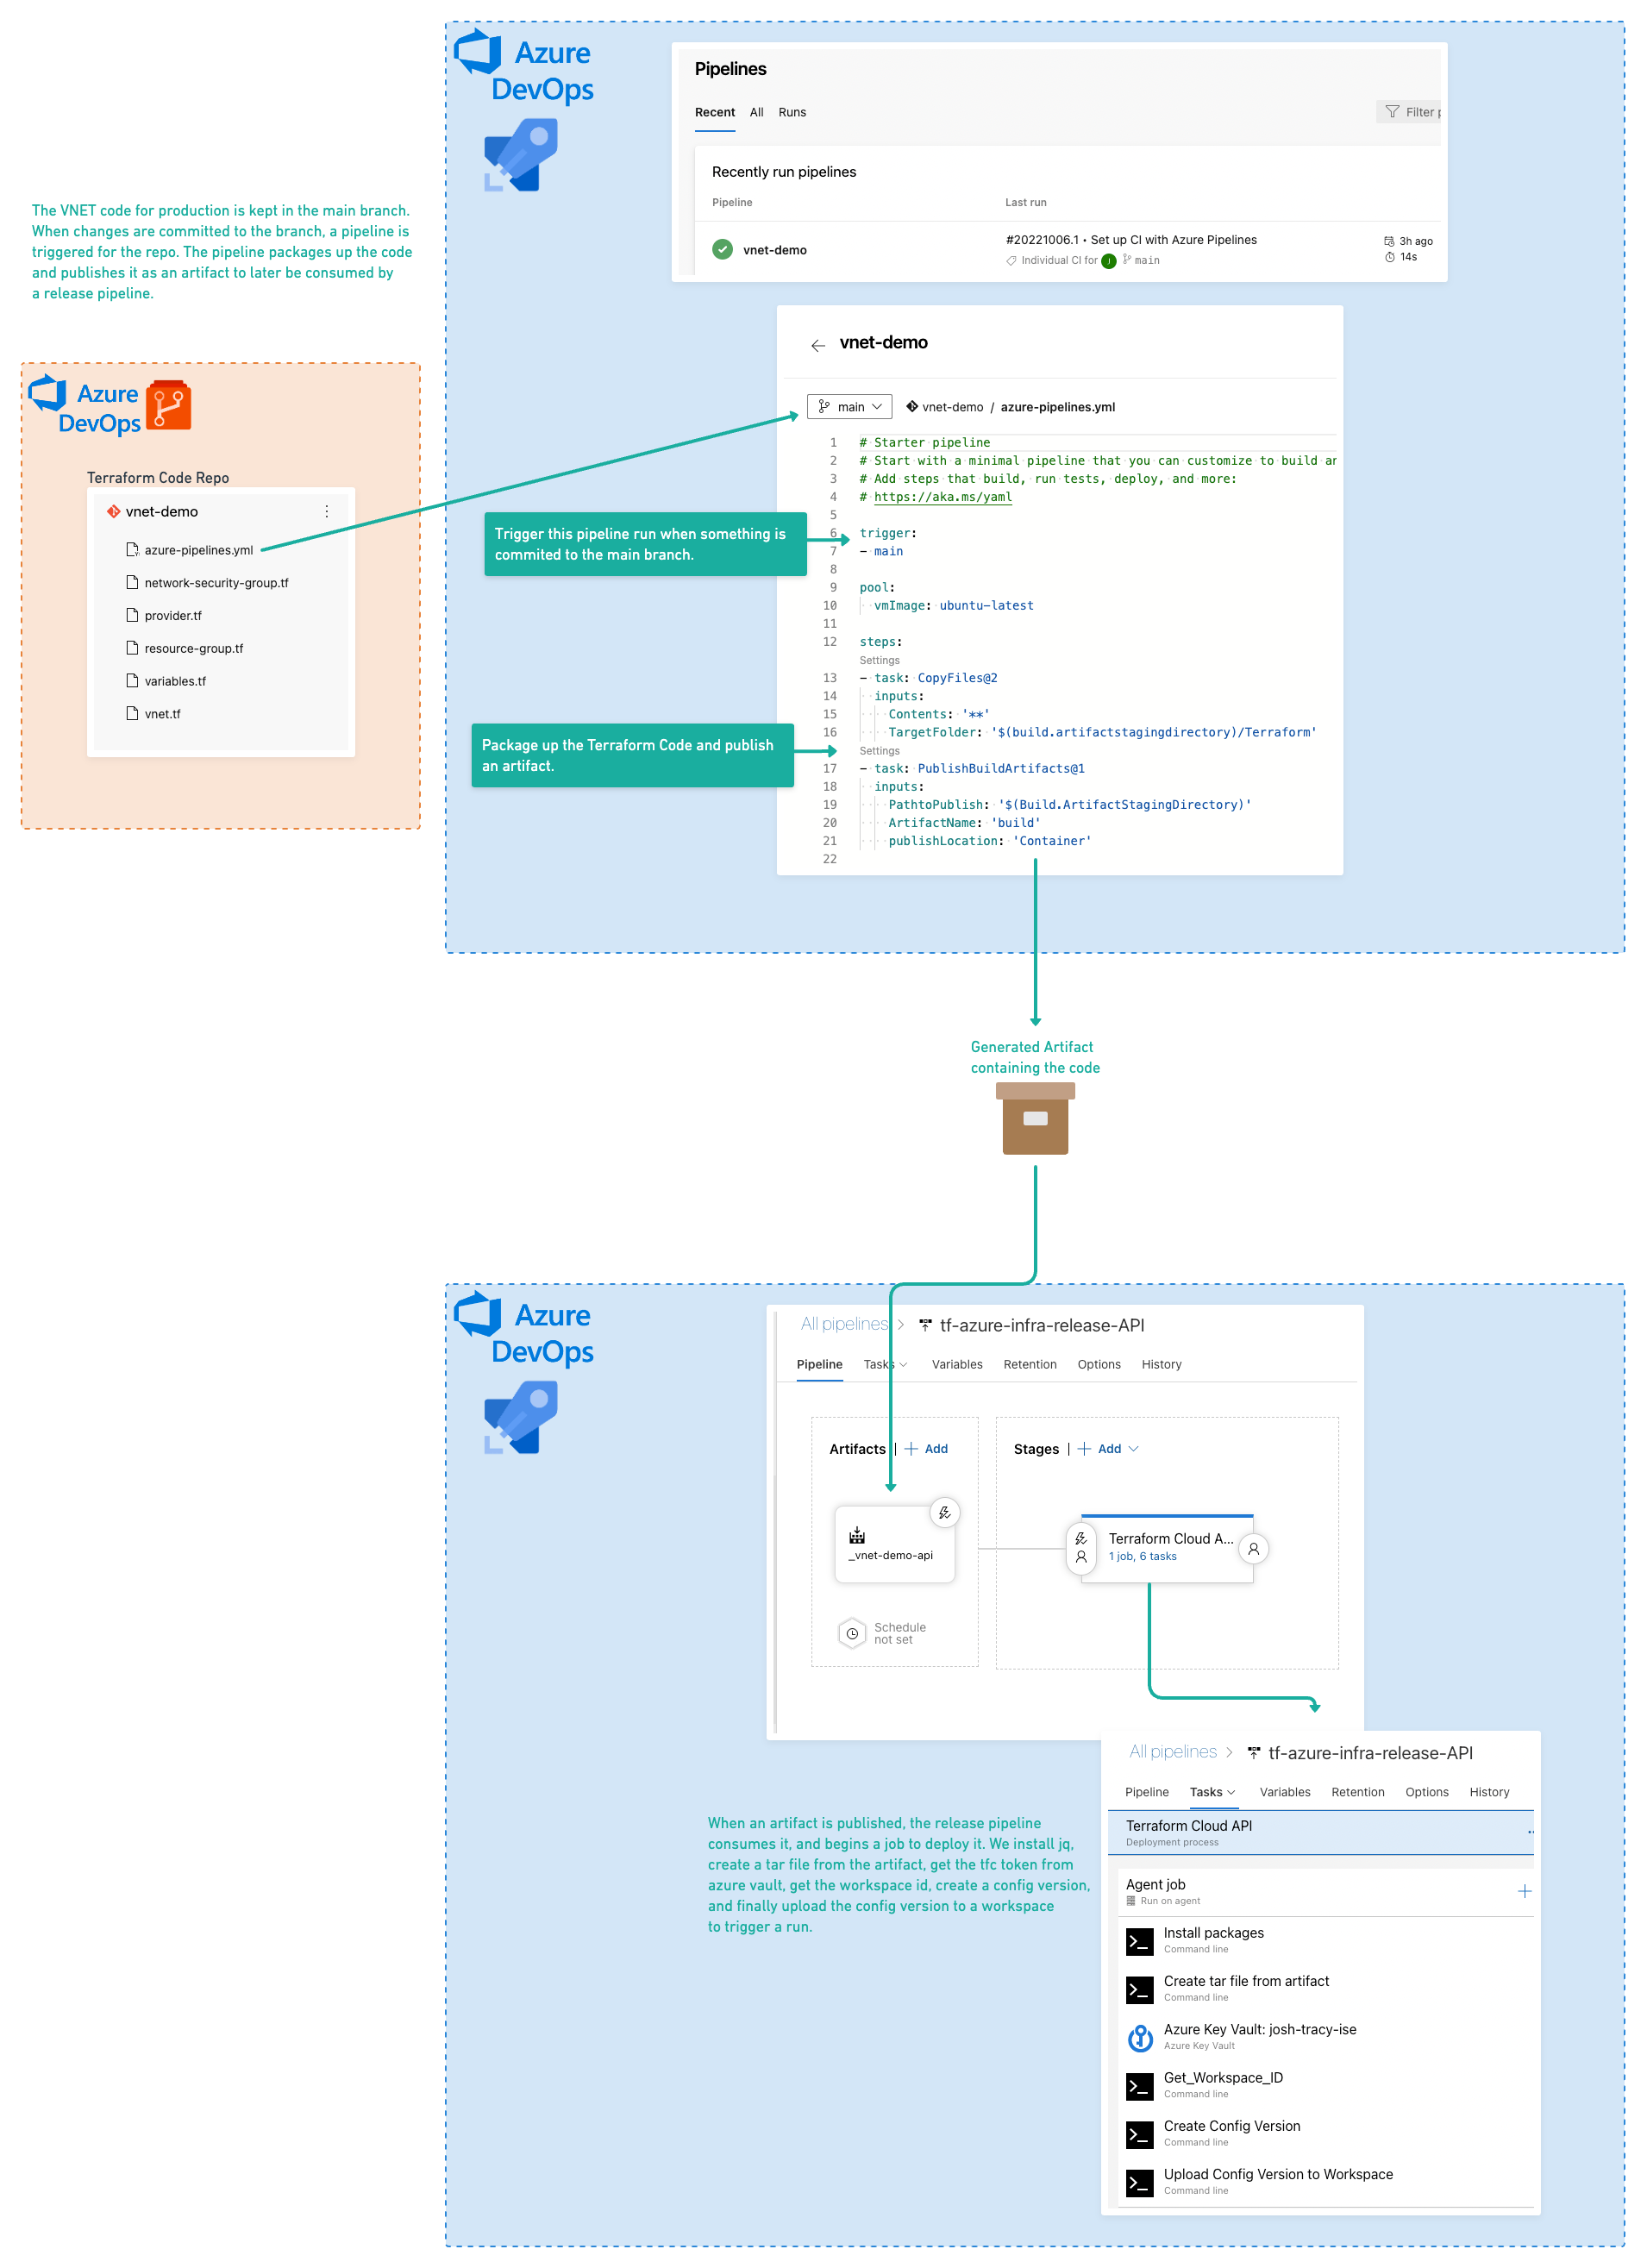 Azure
DevOps
Pipelines
Recent All Runs
Filter
Recently run pipelines
Pipeline Last run
vnet-demo
#20221006.1 • Set up CI with Azure Pipelines
Individual CI for J main
3h ago
14s
The VNET code for production is kept in the main branch.
When changes are committed to the branch, a pipeline is
triggered for the repo. The pipeline packages up the code
and publishes it as an artifact to later be consumed by
a release pipeline.
Azure
DevOps
Terraform Code Repo
vnet-demo
azure-pipelines.yml
network-security-group.tf
provider.tf
resource-group.tf
variables.tf
vnet.tf
vnet-demo
main vnet-demo / azure-pipelines.yml
1 # Starter pipeline
2 # Start with a minimal pipeline that you can customize to build an
3 # Add steps that build, run tests, deploy, and more:
4 # https://aka.ms/yaml
5
6 trigger:
7 - main
8
9 pool:
10 vmImage: ubuntu-latest
11
12 steps:
Settings
13 - task: CopyFiles@2
14 inputs:
15 Contents: '**'
16 TargetFolder: '$(build.artifactstagingdirectory)/Terraform'
Settings
17 - task: PublishBuildArtifacts@1
18 inputs:
19 PathtoPublish: '$(Build.ArtifactStagingDirectory)'
20 ArtifactName: 'build'
21 publishLocation: 'Container'
22
Trigger this pipeline run when something is
commited to the main branch.
Package up the Terraform Code and publish
an artifact.
Generated Artifact
containing the code
Azure
DevOps
All pipelines > tf-azure-infra-release-API
Pipeline Tasks Variables Retention Options History
Artifacts | + Add
Stages | + Add
_vnet-demo-api
Terraform Cloud A...
1 job, 6 tasks
Schedule
not set
When an artifact is published, the release pipeline
consumes it, and begins a job to deploy it. We install jq,
create a tar file from the artifact, get the tfc token from
azure vault, get the workspace id, create a config version,
and finally upload the config version to a workspace
to trigger a run.
All pipelines > tf-azure-infra-release-API
Pipeline Tasks Variables Retention Options History
Terraform Cloud API
Deployment process
Agent job
Run on agent
Install packages
Command line
Create tar file from artifact
Command line
Azure Key Vault: josh-tracy-ise
Azure Key Vault
Get_Workspace_ID
Command line
Create Config Version
Command line
Upload Config Version to Workspace
Command line